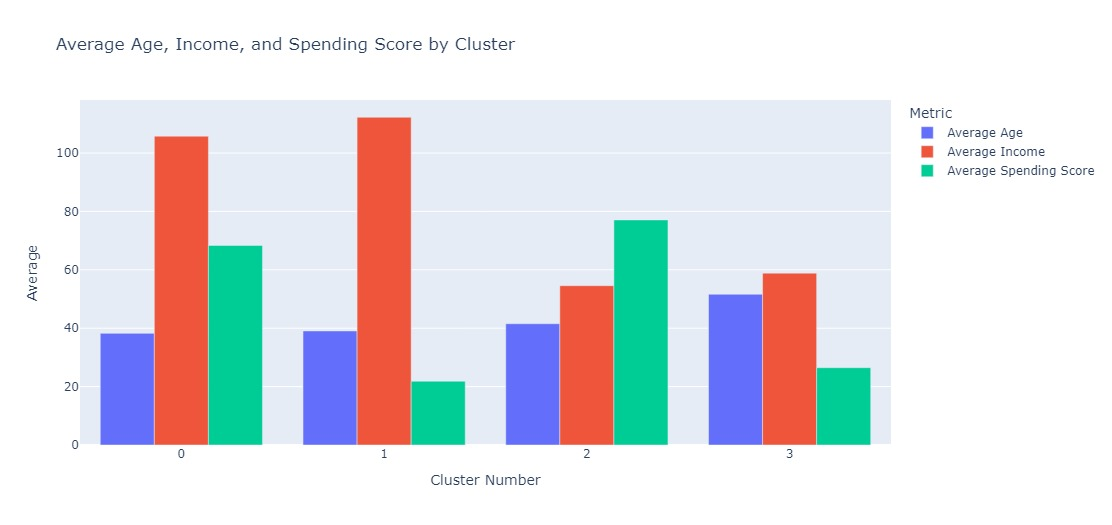 Average Age, Income, and Spending Score by Cluster
Metric
Average Age
Average Income
Average Spending Score
Average
100
80
60
40
20
0
0 1 2 3
Cluster Number